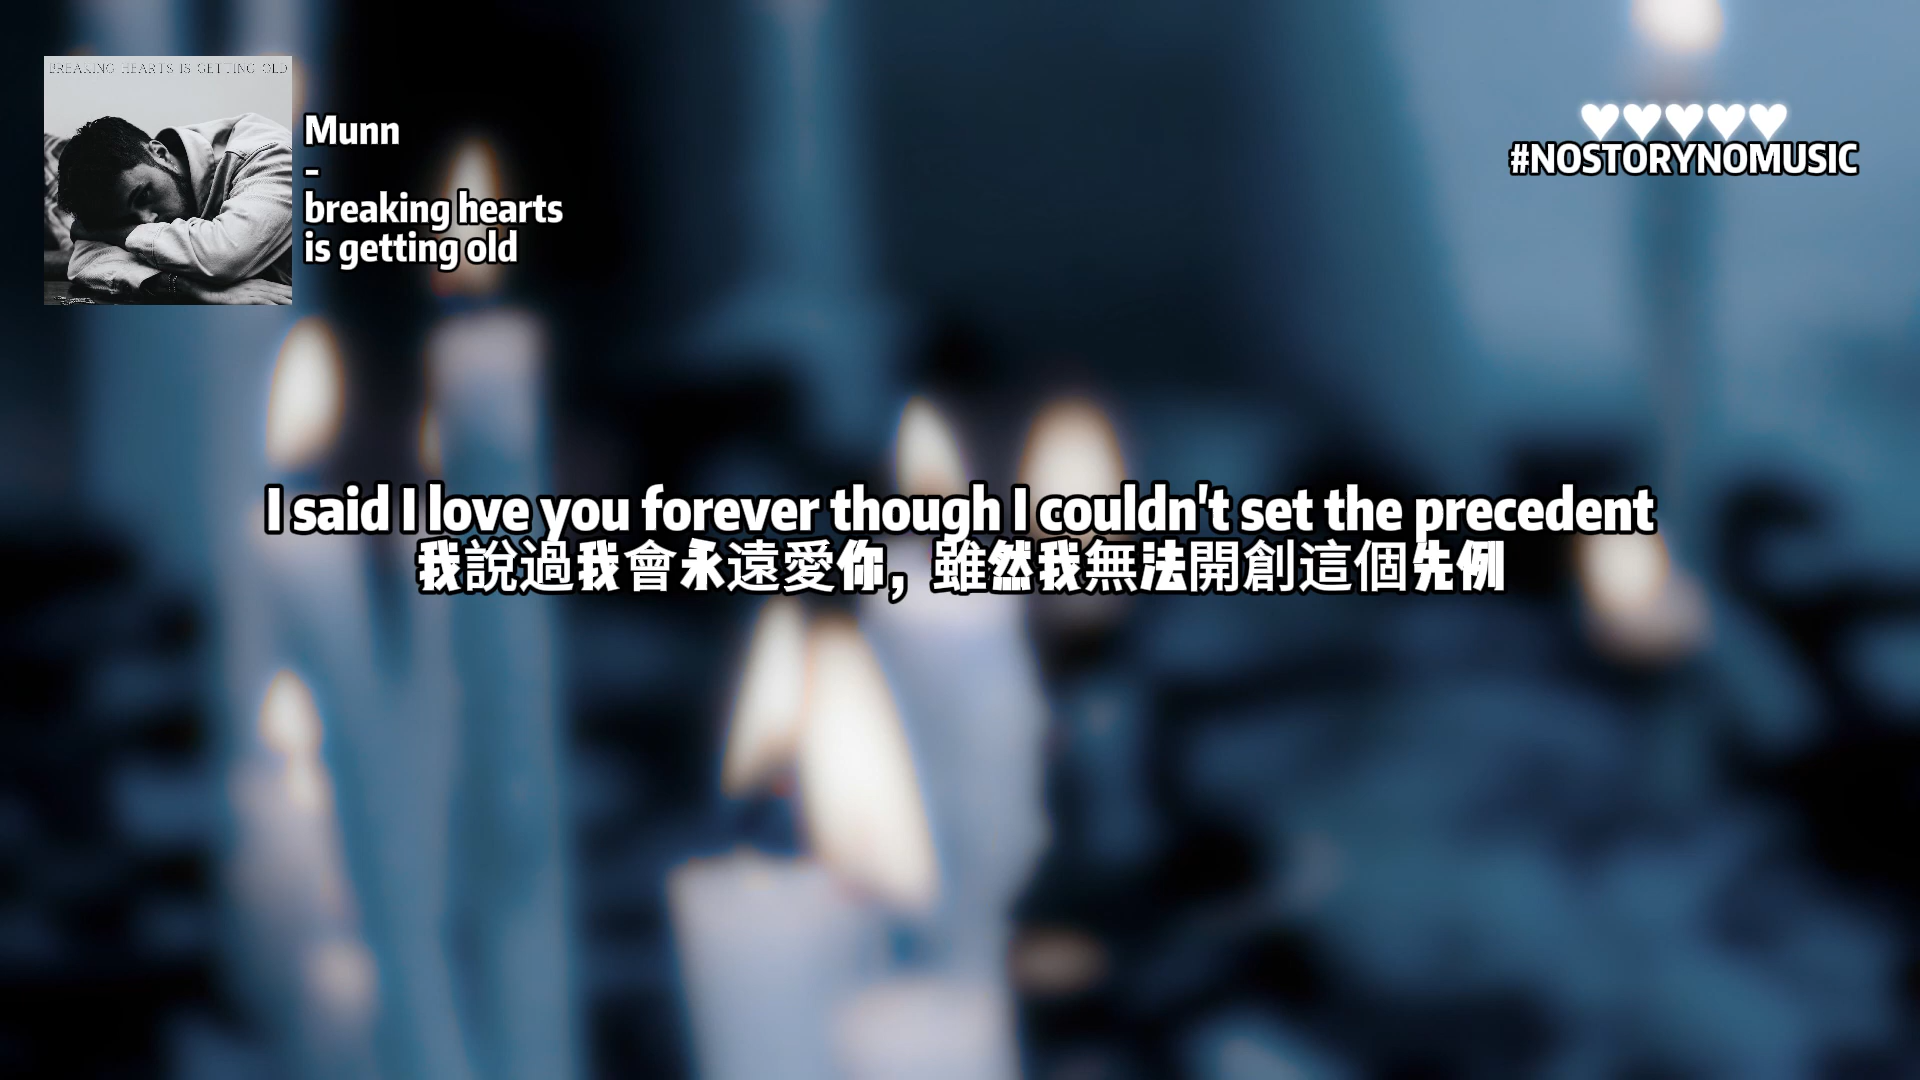 BREAKING HEARTS IS GETTING OLD
Munn
-
breaking hearts
is getting old
♥♥♥♥♥
#NOSTORYNOMUSIC
I said I love you forever though I couldn't set the precedent
我說過我會永遠愛你，雖然我無法開創這個先例